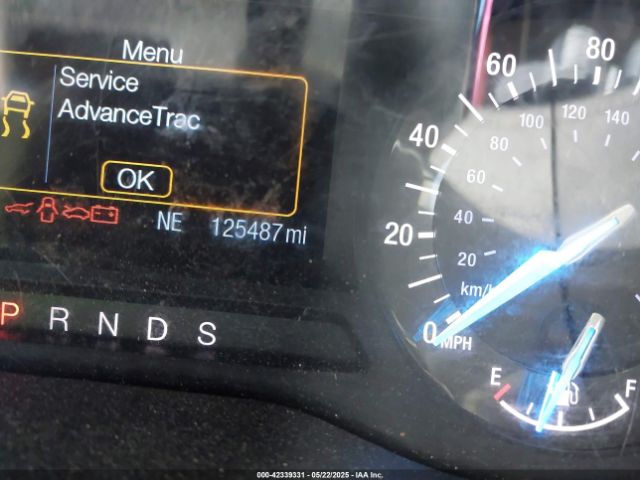 Menu
Service
AdvanceTrac
OK
NE 125487 mi
P R N D S
0 20 40 60 80
20 40 60 80 100 120 140
km/h
MPH
E F
000-42339331 - 05/22/2025 - IAA Inc.